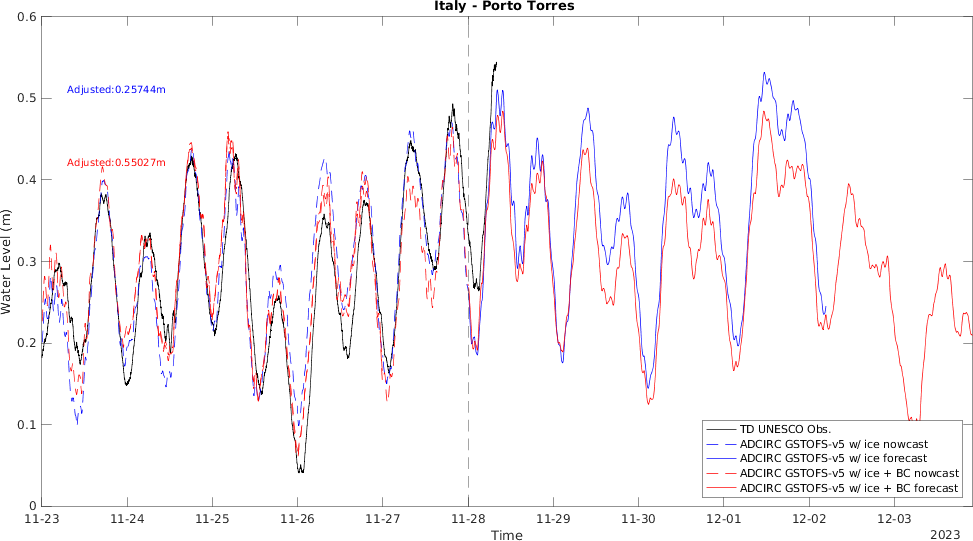 Italy - Porto Torres
0.6
0.5
0.4
0.3
0.2
0.1
0
Water Level (m)
Adjusted:0.25744m
Adjusted:0.55027m
TD UNESCO Obs.
ADCIRC GSTOFS-v5 w/ ice nowcast
ADCIRC GSTOFS-v5 w/ ice forecast
ADCIRC GSTOFS-v5 w/ ice + BC nowcast
ADCIRC GSTOFS-v5 w/ ice + BC forecast
11-23 11-24 11-25 11-26 11-27 11-28 11-29 11-30 12-01 12-02 12-03
Time
2023